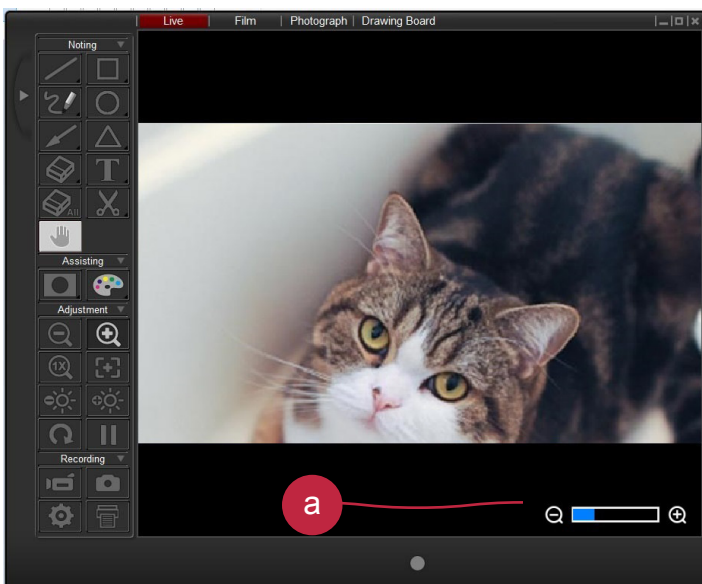 Live Film Photograph Drawing Board
Noting
T
All
Assisting
Adjustment
1X
Recording
a